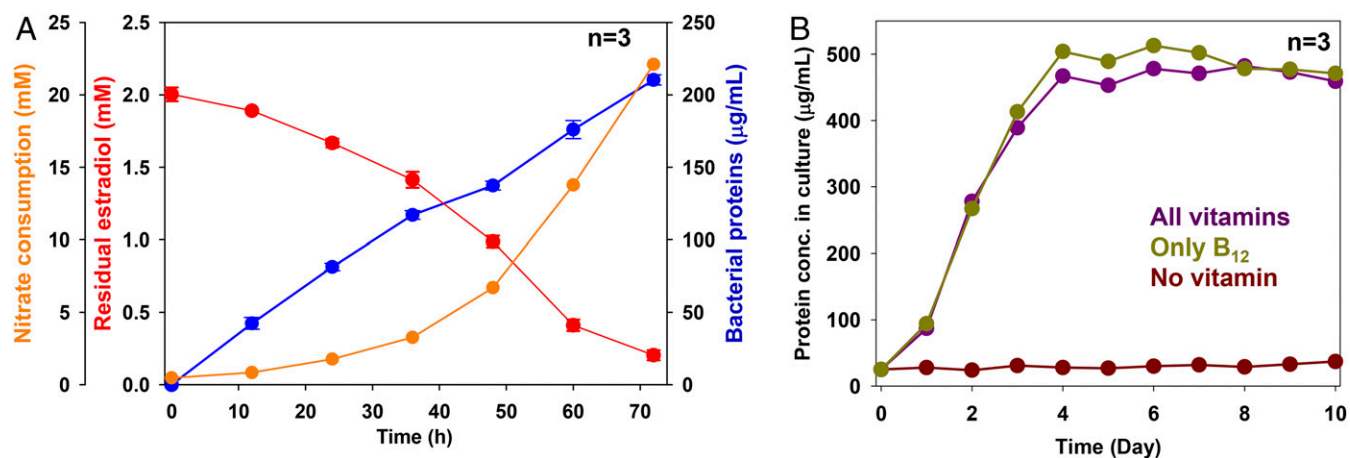 A
n=3
Nitrate consumption (mM)
25
20
15
10
5
0
Residual estradiol (mM)
2.5
2.0
1.5
1.0
0.5
0.0
Bacterial proteins (µg/mL)
250
200
150
100
50
0
0 10 20 30 40 50 60 70
Time (h)
B
n=3
Protein conc. in culture (µg/mL)
500
400
300
200
100
0
All vitamins
Only B₁₂
No vitamin
0 2 4 6 8 10
Time (Day)